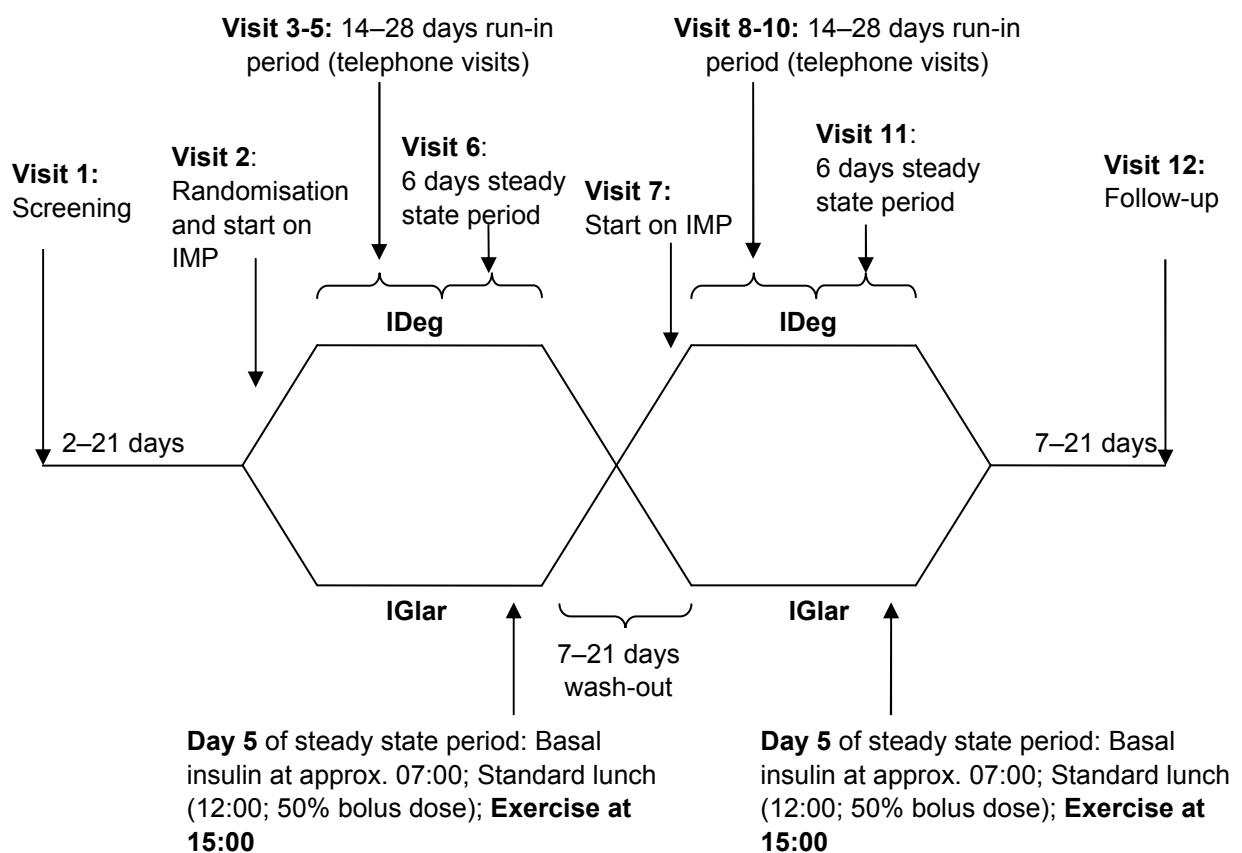 Visit 3-5: 14–28 days run-in
period (telephone visits)
Visit 8-10: 14–28 days run-in
period (telephone visits)
Visit 1:
Screening
Visit 2:
Randomisation
and start on
IMP
Visit 6:
6 days steady
state period
Visit 7:
Start on IMP
Visit 11:
6 days steady
state period
Visit 12:
Follow-up
IDeg
IDeg
2–21 days
7–21 days
IGlar
IGlar
7–21 days
wash-out
Day 5 of steady state period: Basal
insulin at approx. 07:00; Standard lunch
(12:00; 50% bolus dose); Exercise at
15:00
Day 5 of steady state period: Basal
insulin at approx. 07:00; Standard lunch
(12:00; 50% bolus dose); Exercise at
15:00